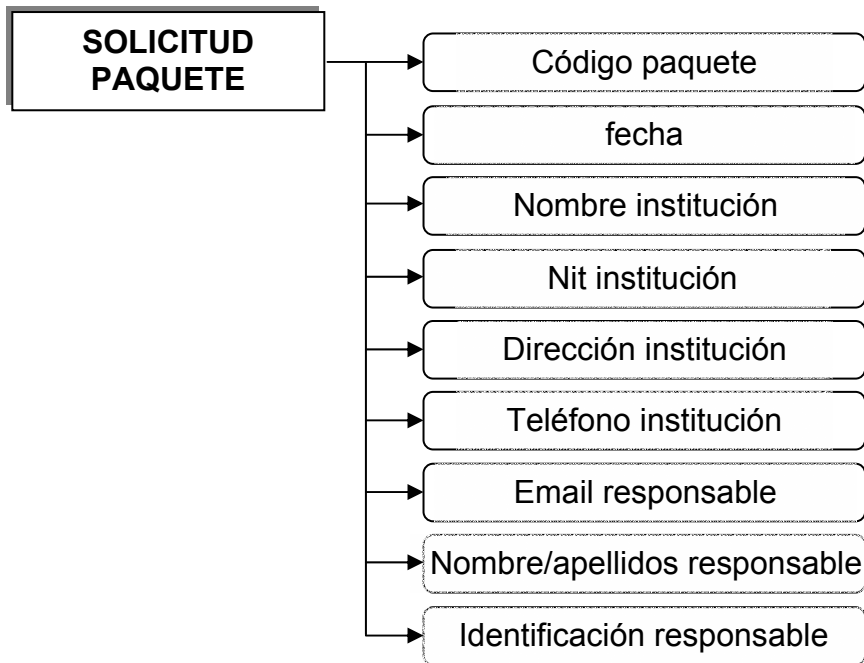 SOLICITUD
PAQUETE
Código paquete
fecha
Nombre institución
Nit institución
Dirección institución
Teléfono institución
Email responsable
Nombre/apellidos responsable
Identificación responsable